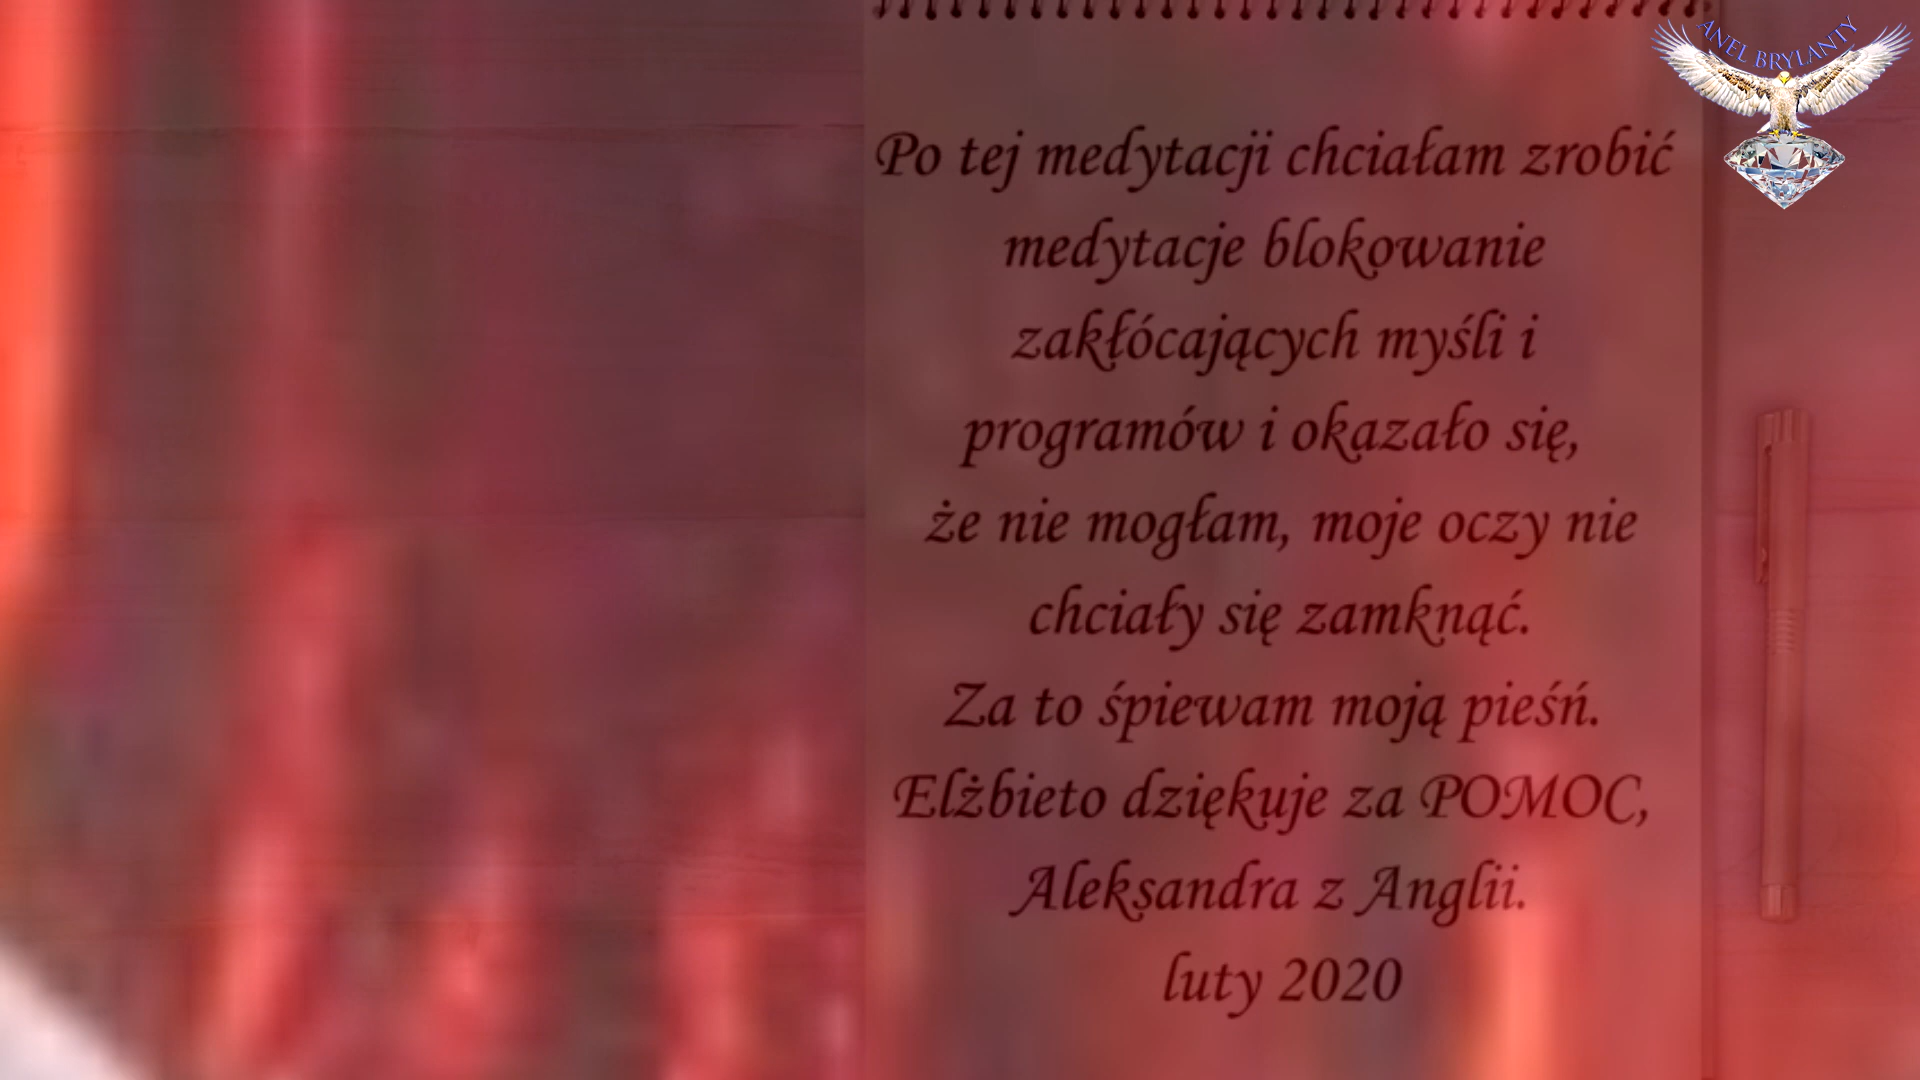 ANEL BRYLANTY
Po tej medytacji chciałam zrobić
medytacje blokowanie
zakłócających myśli i
programów i okazało się,
że nie mogłam, moje oczy nie
chciały się zamknąć.
Za to śpiewam moją pieśń.
Elżbieto dziękuje za POMOC,
Aleksandra z Anglii.
luty 2020